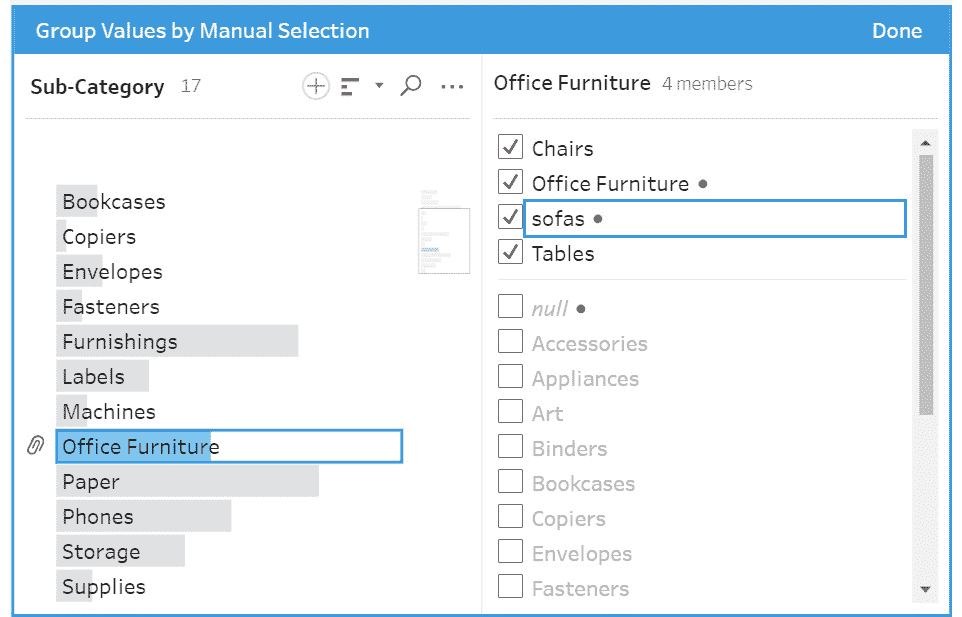 Group Values by Manual Selection Done
Sub-Category 17
Bookcases
Copiers
Envelopes
Fasteners
Furnishings
Labels
Machines
Office Furniture
Paper
Phones
Storage
Supplies
Office Furniture 4 members
Chairs
Office Furniture
sofas
Tables
null
Accessories
Appliances
Art
Binders
Bookcases
Copiers
Envelopes
Fasteners